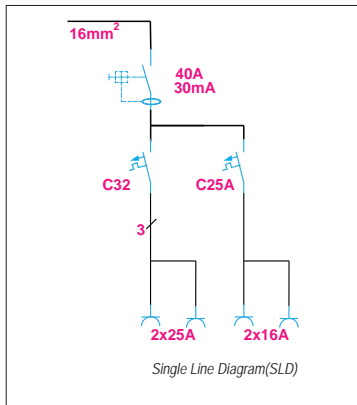 16mm²
40A
30mA
C32 C25A
3
2x25A 2x16A
Single Line Diagram(SLD)